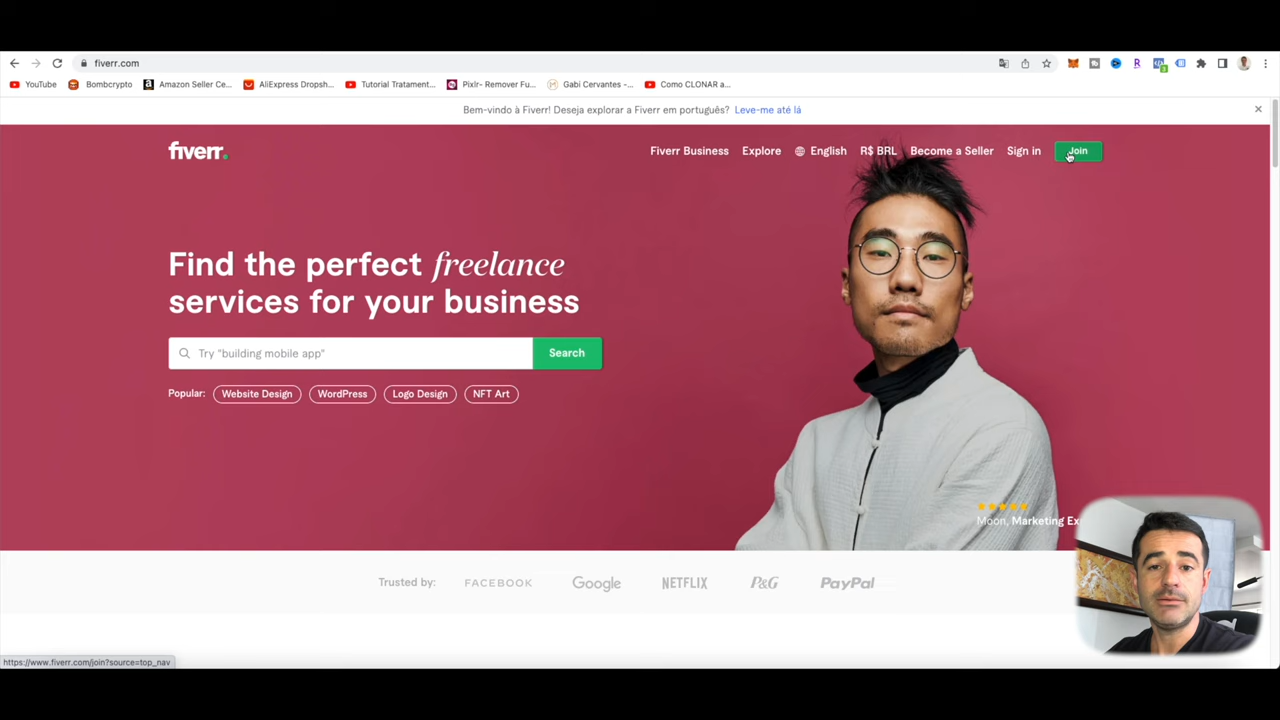 fiverr.com
YouTube
Bombcrypto
Amazon Seller Ce...
AliExpress Dropsh...
Tutorial Tratament...
Pixlr- Remover Fu...
Gabi Cervantes -...
Como CLONAR a...
Bem-vindo à Fiverr! Deseja explorar a Fiverr em português? Leve-me até lá
fiverr.
Fiverr Business
Explore
English
R$ BRL
Become a Seller
Sign in
Join
Find the perfect freelance
services for your business
Try "building mobile app"
Search
Popular:
Website Design
WordPress
Logo Design
NFT Art
Moon, Marketing Ex
Trusted by:
FACEBOOK
Google
NETFLIX
P&G
PayPal
https://www.fiverr.com/join?source=top_nav